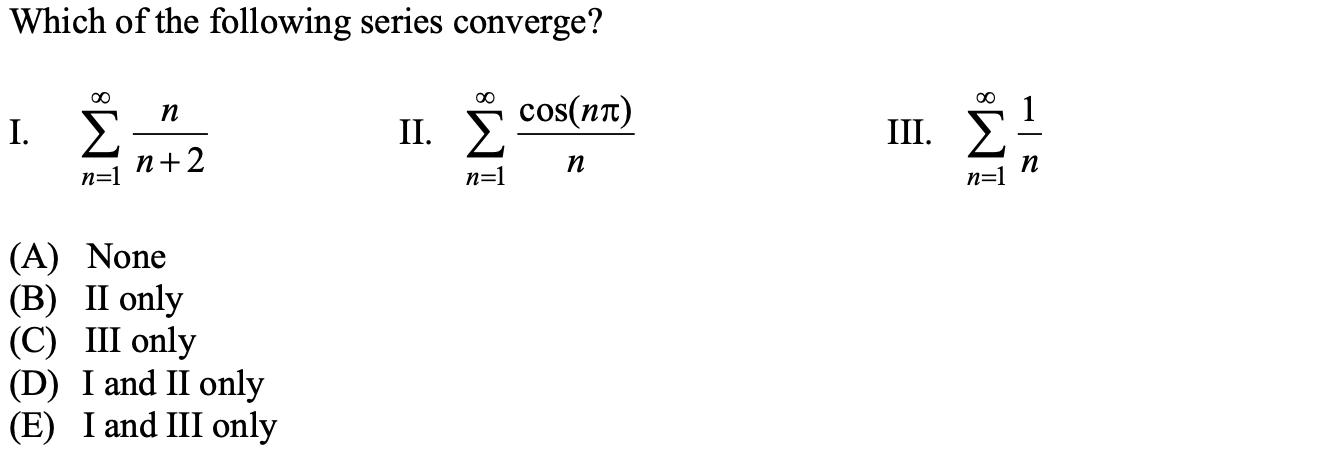 Which of the following series converge?
I. ∞ ∑ n=1 n/(n+2) II. ∞ ∑ n=1 cos(nπ)/n III. ∞ ∑ n=1 1/n
(A) None
(B) II only
(C) III only
(D) I and II only
(E) I and III only